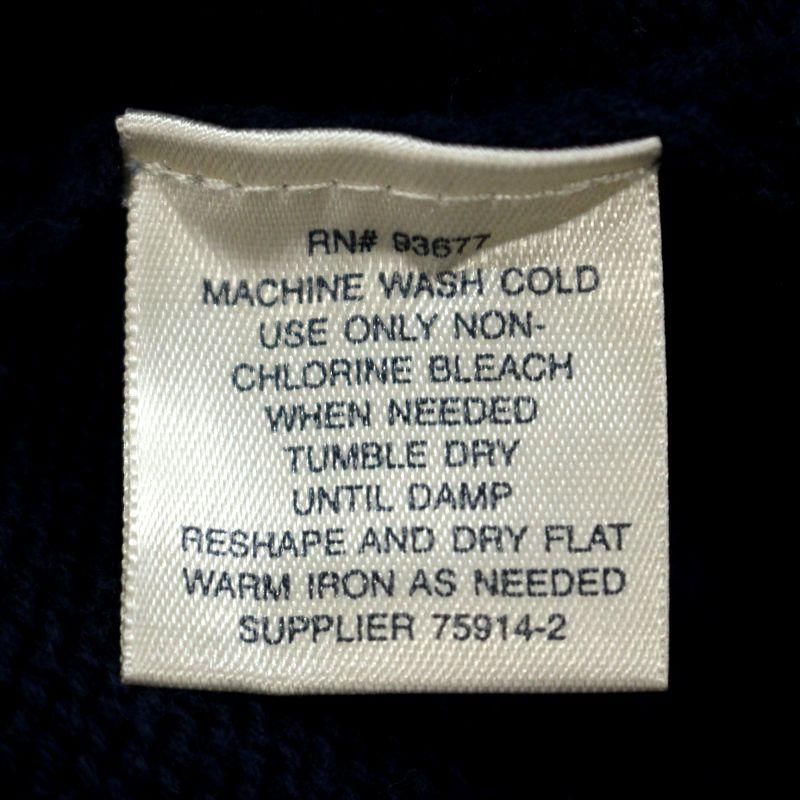 RN# 93677
MACHINE WASH COLD
USE ONLY NON-
CHLORINE BLEACH
WHEN NEEDED
TUMBLE DRY
UNTIL DAMP
RESHAPE AND DRY FLAT
WARM IRON AS NEEDED
SUPPLIER 75914-2